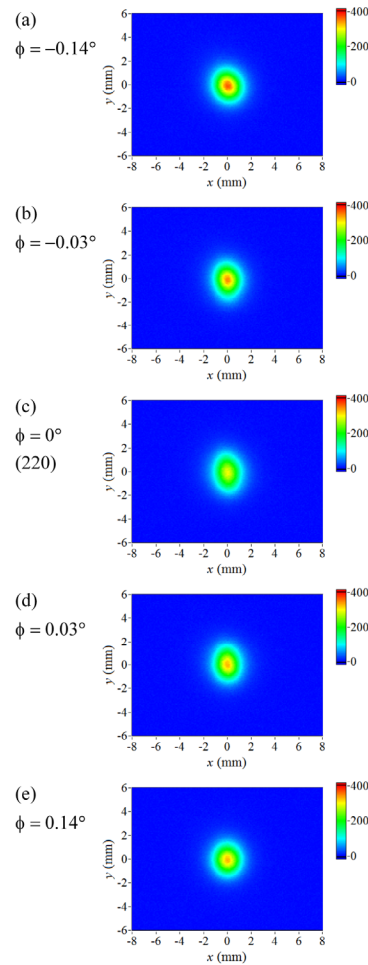 (a)
ϕ = −0.14°
6
4
2
0
-2
-4
-6
y (mm)
-8 -6 -4 -2 0 2 4 6 8
x (mm)
400
200
0
(b)
ϕ = −0.03°
6
4
2
0
-2
-4
-6
y (mm)
-8 -6 -4 -2 0 2 4 6 8
x (mm)
400
200
0
(c)
ϕ = 0°
(220)
6
4
2
0
-2
-4
-6
y (mm)
-8 -6 -4 -2 0 2 4 6 8
x (mm)
400
200
0
(d)
ϕ = 0.03°
6
4
2
0
-2
-4
-6
y (mm)
-8 -6 -4 -2 0 2 4 6 8
x (mm)
400
200
0
(e)
ϕ = 0.14°
6
4
2
0
-2
-4
-6
y (mm)
-8 -6 -4 -2 0 2 4 6 8
x (mm)
400
200
0